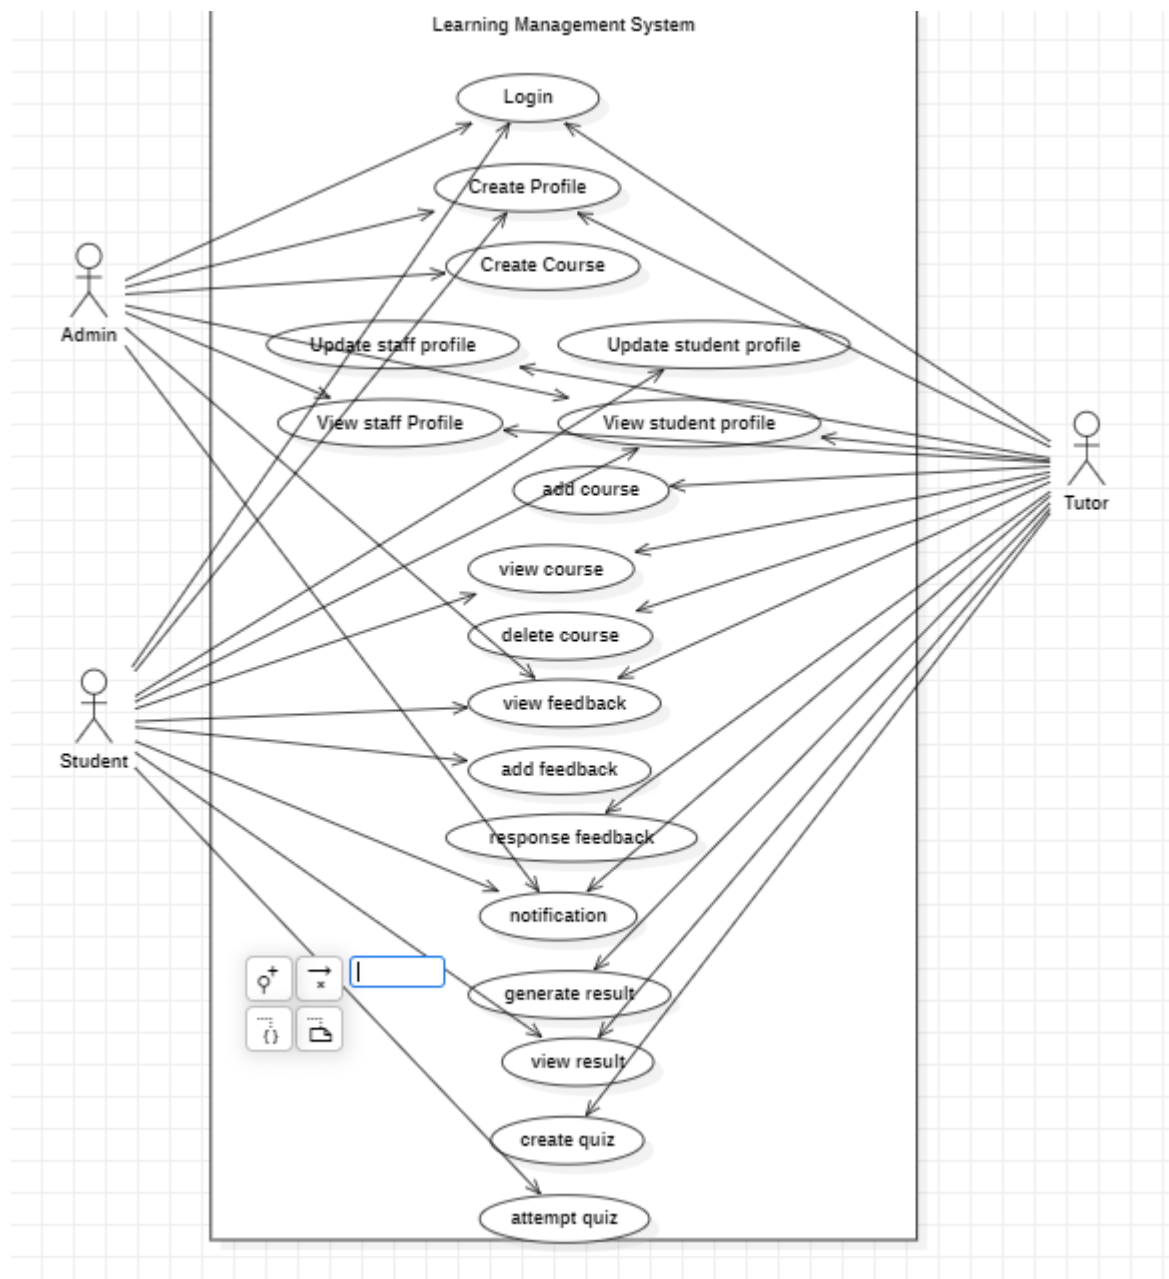 Learning Management System
Login
Create Profile
Create Course
Admin
Update staff profile
Update student profile
View staff Profile
View student profile
add course
Tutor
view course
delete course
view feedback
Student
add feedback
response feedback
notification
generate result
view result
create quiz
attempt quiz